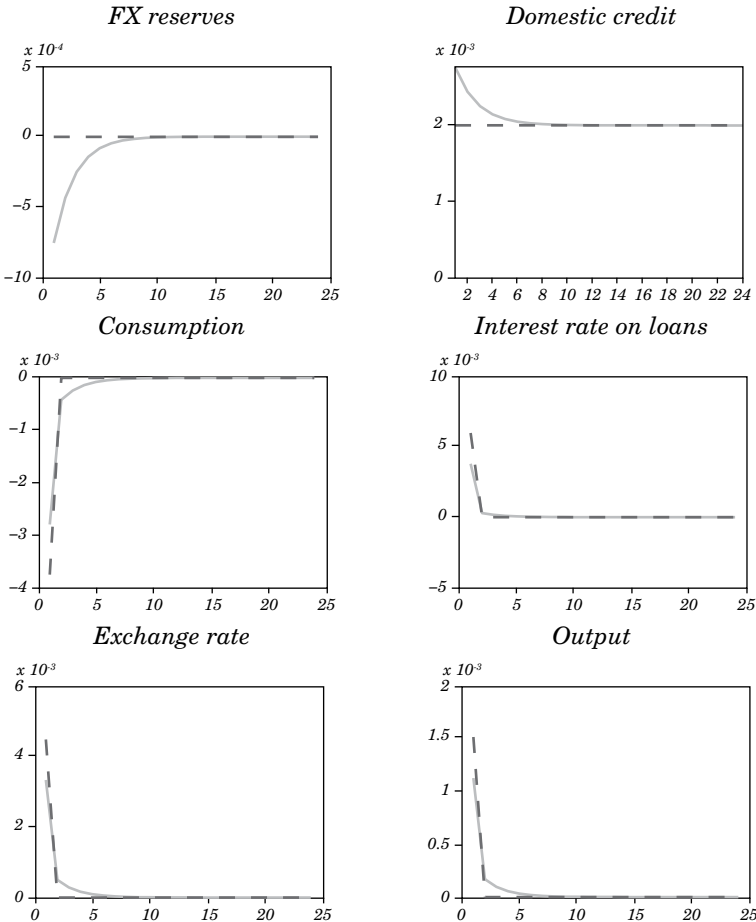 FX reserves
x 10-4
5
0
–5
–10
0 5 10 15 20 25
Domestic credit
x 10-3
2
1
0
2 4 6 8 10 12 14 16 18 20 22 24
Consumption
x 10-3
0
–1
–2
–3
–4
0 5 10 15 20 25
Interest rate on loans
x 10-3
10
5
0
–5
0 5 10 15 20 25
Exchange rate
x 10-3
6
4
2
0
0 5 10 15 20 25
Output
x 10-3
2
1.5
1
0.5
0
0 5 10 15 20 25